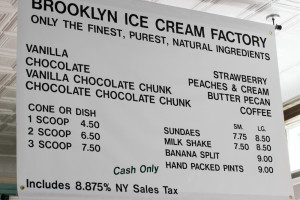 BROOKLYN ICE CREAM FACTORY
ONLY THE FINEST, PUREST, NATURAL INGREDIENTS
VANILLA
CHOCOLATE
VANILLA CHOCOLATE CHUNK
CHOCOLATE CHOCOLATE CHUNK
STRAWBERRY
PEACHES & CREAM
BUTTER PECAN
COFFEE
CONE OR DISH
1 SCOOP 4.50
2 SCOOP 6.50
3 SCOOP 7.50
SM. LG.
SUNDAES 7.75 8.50
MILK SHAKE 7.50 8.50
BANANA SPLIT 9.00
HAND PACKED PINTS 9.00
Cash Only
Includes 8.875% NY Sales Tax